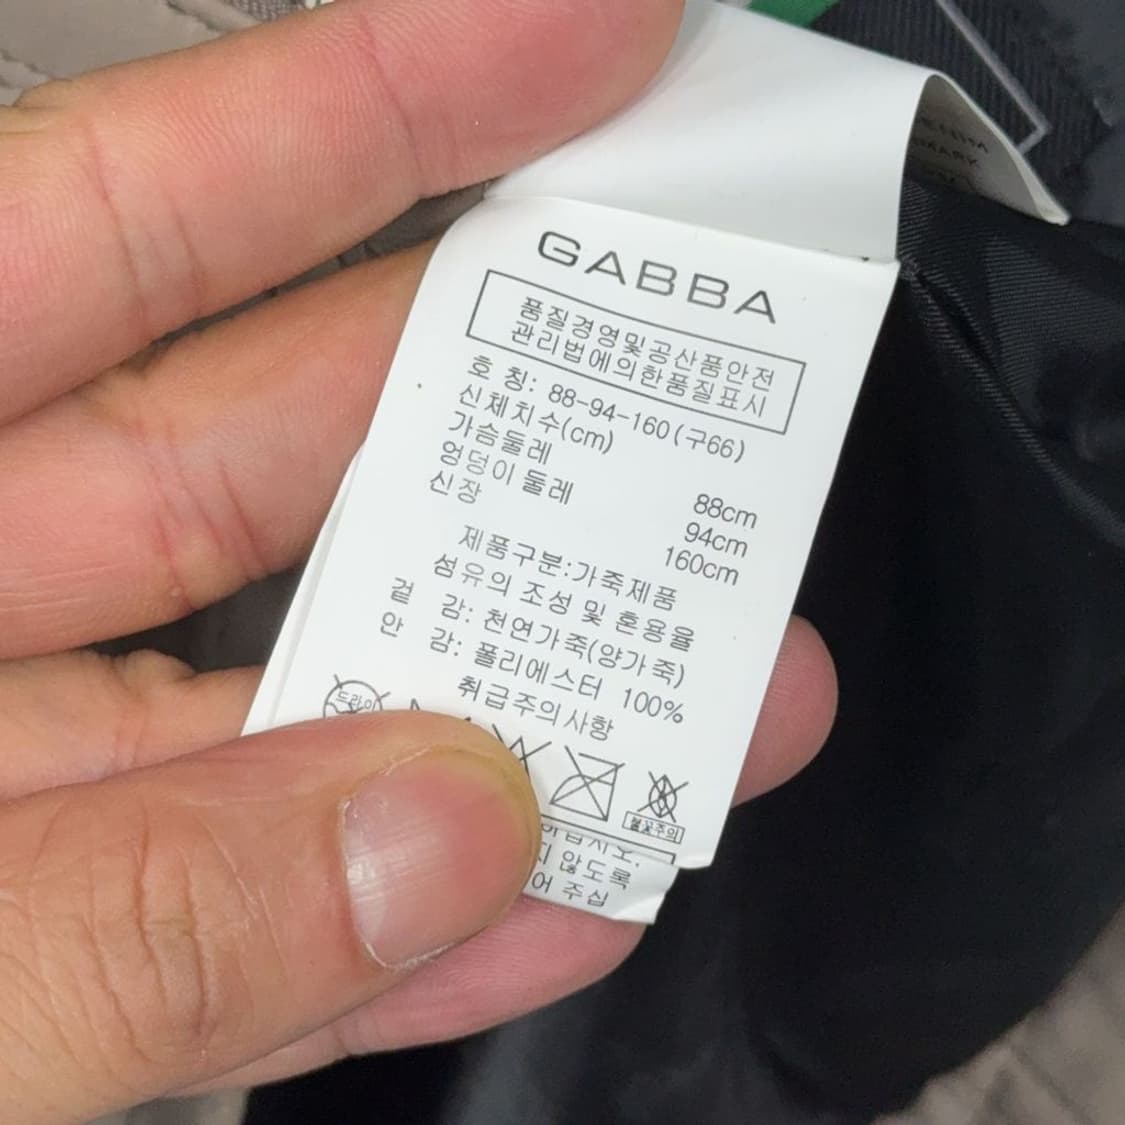 GABBA
품질경영및공산품안전
관리법에의한품질표시
호 칭: 88-94-160(구66)
신체치수(cm)
가슴둘레 88cm
엉덩이 둘레 94cm
신장 160cm
제품구분:가죽제품
섬유의 조성 및 혼용율
겉 감: 천연가죽(양가죽)
안 감: 폴리에스터 100%
취급주의사항
드라이
불꽃주의
않도록
주십